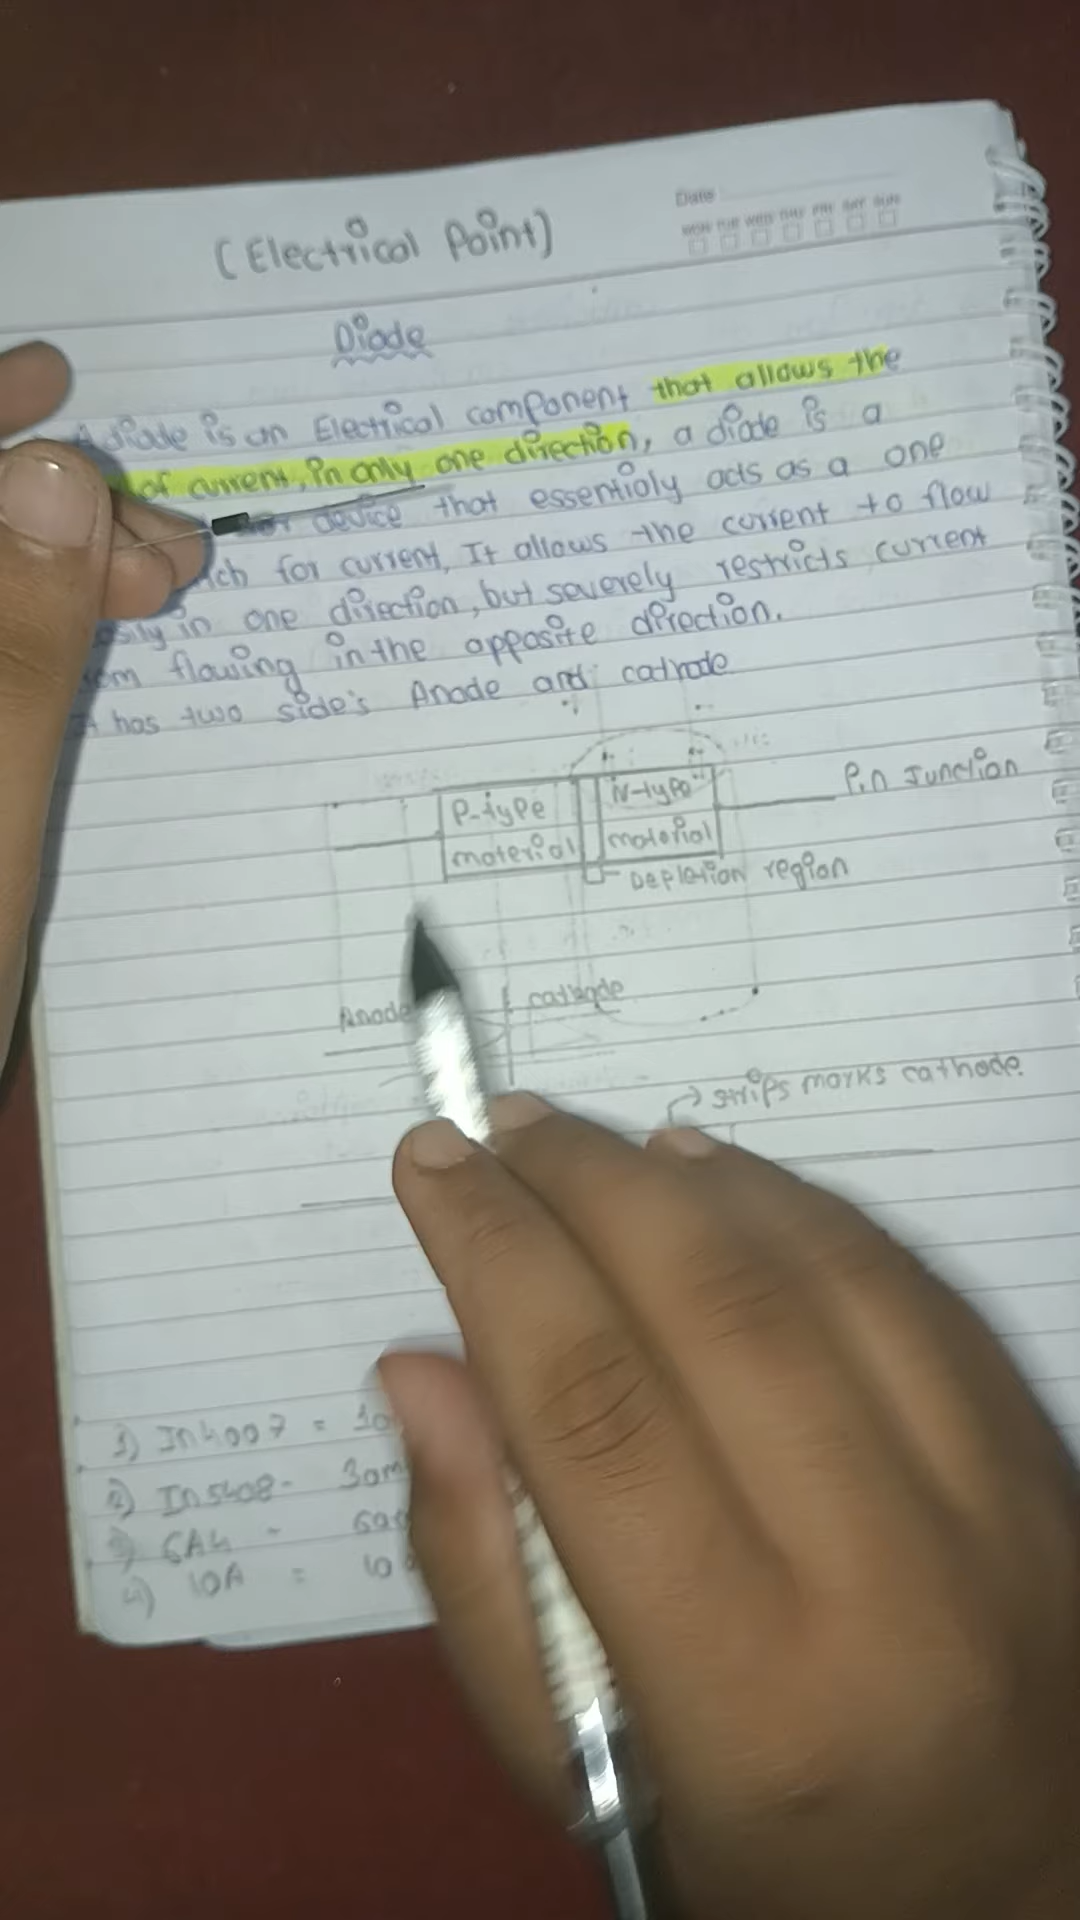 Date
MON TUE WED THU FRI SAT SUN
(Electrical Point)
Diode
A diode is an Electrical component that allows the
of current, in only one direction, a diode is a
device that essentioly acts as a one
for current, It allows the current to flow
in one direction, but severely restricts current
flowing in the opposite direction.
It has two side's Anode and cathode
P-type
material
N-type
material
P.n Junction
Depletion region
Anode
cathode
strips marks cathode
1) In4007 =
2) In5408-
3) 6A4 -
4) 10A =